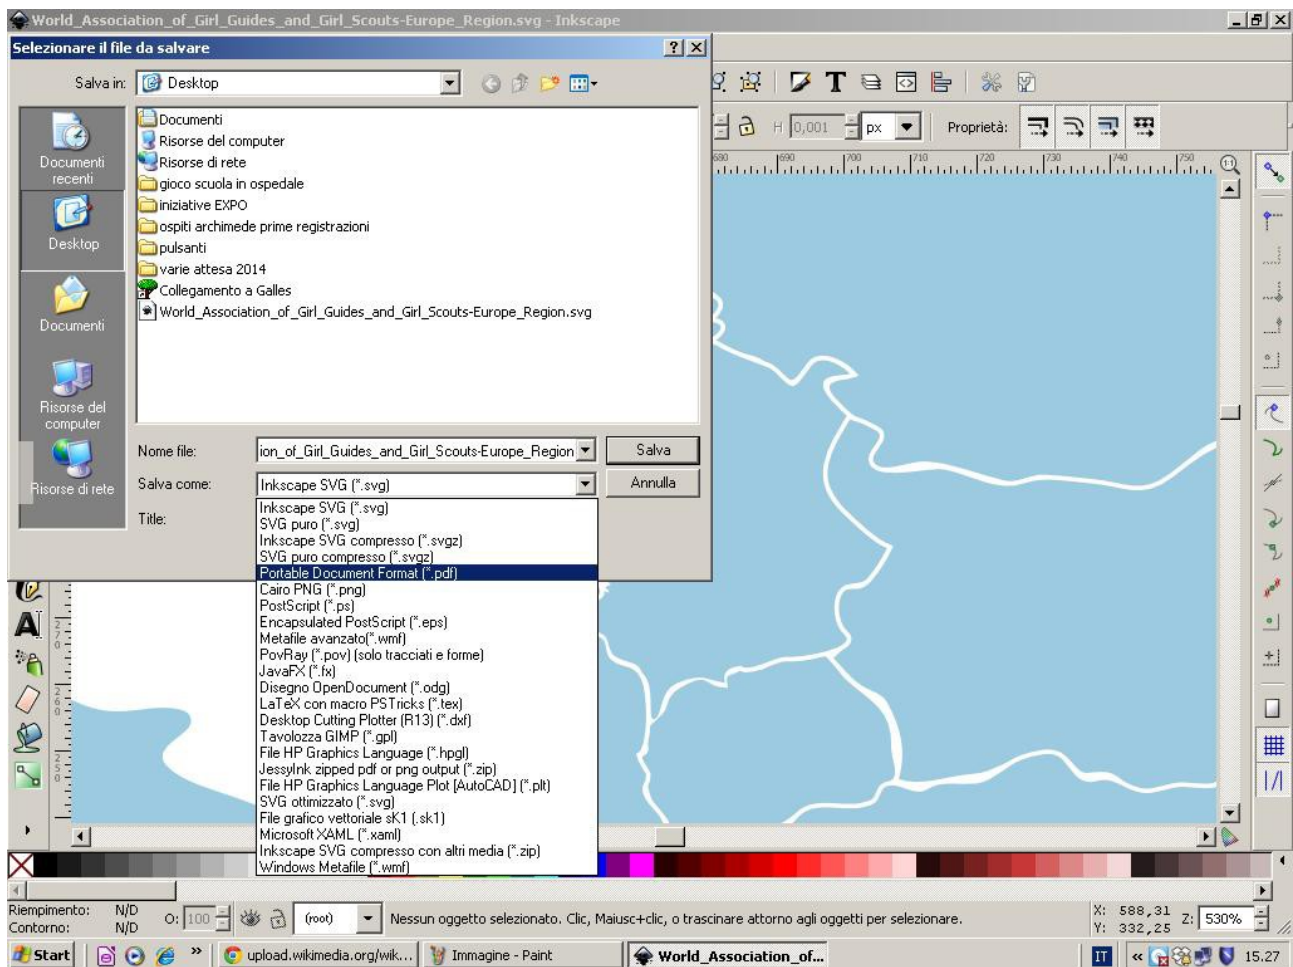 World_Association_of_Girl_Guides_and_Girl_Scouts-Europe_Region.svg - Inkscape
Selezionare il file da salvare
Salva in: Desktop
H 0,001 px Proprietà:
680 690 700 710 720 730 740 750
Documenti
Risorse del computer
Risorse di rete
gioco scuola in ospedale
iniziative EXPO
ospiti archimede prime registrazioni
pulsanti
varie attesa 2014
Collegamento a Galles
World_Association_of_Girl_Guides_and_Girl_Scouts-Europe_Region.svg
Documenti
recenti
Desktop
Documenti
Risorse del
computer
Risorse di rete
Nome file: ion_of_Girl_Guides_and_Girl_Scouts-Europe_Region Salva
Salva come: Inkscape SVG (*.svg) Annulla
Title:
Inkscape SVG (*.svg)
SVG puro (*.svg)
Inkscape SVG compresso (*.svgz)
SVG puro compresso (*.svgz)
Portable Document Format (*.pdf)
Cairo PNG (*.png)
PostScript (*.ps)
Encapsulated PostScript (*.eps)
Metafile avanzato(*.wmf)
PovRay (*.pov) (solo tracciati e forme)
JavaFX (*.fx)
Disegno OpenDocument (*.odg)
LaTeX con macro PSTricks (*.tex)
Desktop Cutting Plotter (R13) (*.dxf)
Tavolozza GIMP (*.gpl)
File HP Graphics Language (*.hpgl)
JessyInk zipped pdf or png output (*.zip)
File HP Graphics Language Plot [AutoCAD] (*.plt)
SVG ottimizzato (*.svg)
File grafico vettoriale sK1 (.sk1)
Microsoft XAML (*.xaml)
Inkscape SVG compresso con altri media (*.zip)
Windows Metafile (*.wmf)
Riempimento: N/D
Contorno: N/D
O: 100 (root) Nessun oggetto selezionato. Clic, Maiusc+clic, o trascinare attorno agli oggetti per selezionare.
X: 588,31
Y: 332,25
Z: 530%
Start » upload.wikimedia.org/wik... Immagine - Paint World_Association_of... IT « 15.27